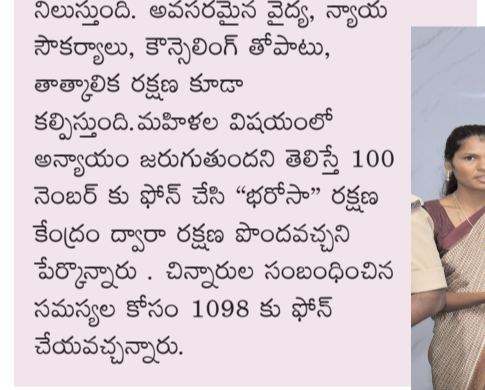 నిలుస్తుంది. అవసరమైన వైద్య, న్యాయ
సౌకర్యాలు, కౌన్సెలింగ్ తోపాటు,
తాత్కాలిక రక్షణ కూడా
కల్పిస్తుంది.మహిళల విషయంలో
అన్యాయం జరుగుతుందని తెలిస్తే 100
నెంబర్ కు ఫోన్ చేసి “భరోసా” రక్షణ
కేంద్రం ద్వారా రక్షణ పొందవచ్చని
పేర్కొన్నారు . చిన్నారుల సంబంధించిన
సమస్యల కోసం 1098 కు ఫోన్
చేయవచ్చన్నారు.